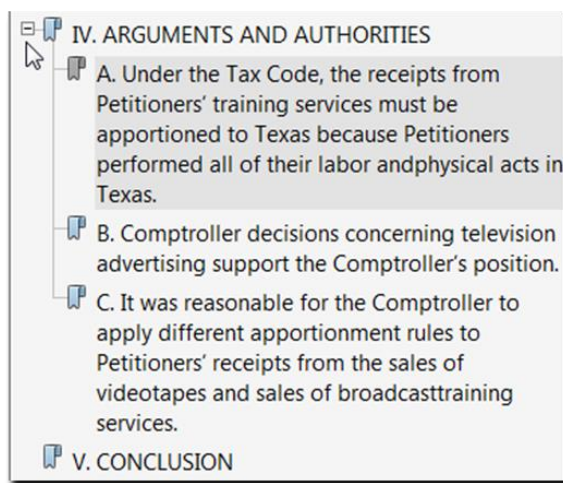 IV. ARGUMENTS AND AUTHORITIES
A. Under the Tax Code, the receipts from
Petitioners' training services must be
apportioned to Texas because Petitioners
performed all of their labor andphysical acts in
Texas.
B. Comptroller decisions concerning television
advertising support the Comptroller's position.
C. It was reasonable for the Comptroller to
apply different apportionment rules to
Petitioners' receipts from the sales of
videotapes and sales of broadcasttraining
services.
V. CONCLUSION